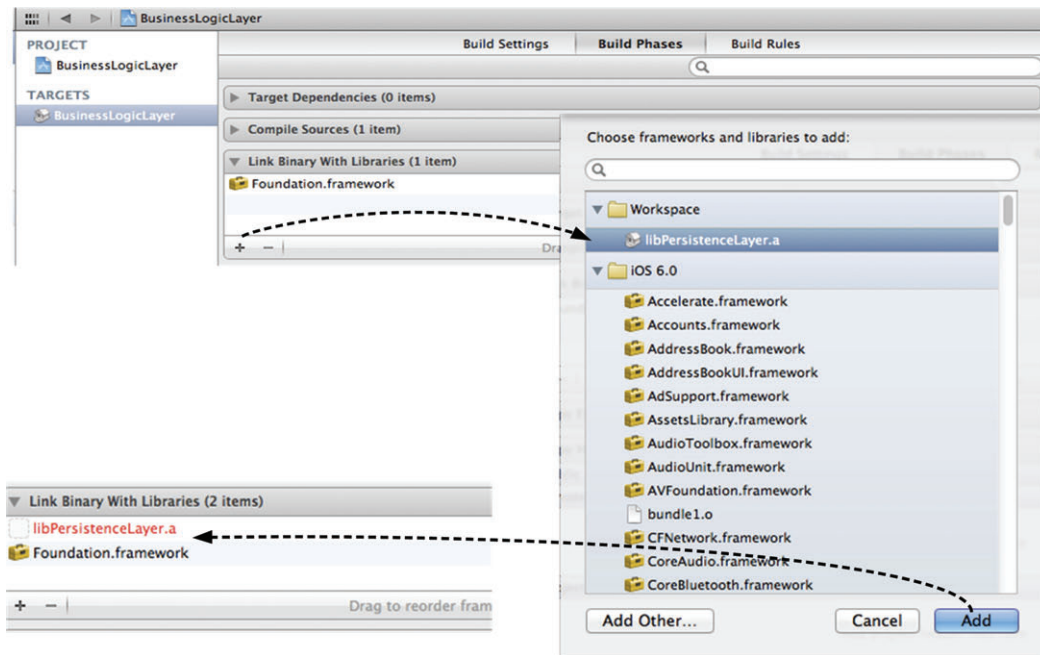 BusinessLogicLayer
PROJECT
BusinessLogicLayer
TARGETS
BusinessLogicLayer
Build Settings
Build Phases
Build Rules
Target Dependencies (0 items)
Compile Sources (1 item)
Link Binary With Libraries (1 item)
Foundation.framework
+ −
Dra
Choose frameworks and libraries to add:
Workspace
libPersistenceLayer.a
iOS 6.0
Accelerate.framework
Accounts.framework
AddressBook.framework
AddressBookUI.framework
AdSupport.framework
AssetsLibrary.framework
AudioToolbox.framework
AudioUnit.framework
AVFoundation.framework
bundle1.o
CFNetwork.framework
CoreAudio.framework
CoreBluetooth.framework
Add Other...
Cancel
Add
Link Binary With Libraries (2 items)
libPersistenceLayer.a
Foundation.framework
+ −
Drag to reorder fram